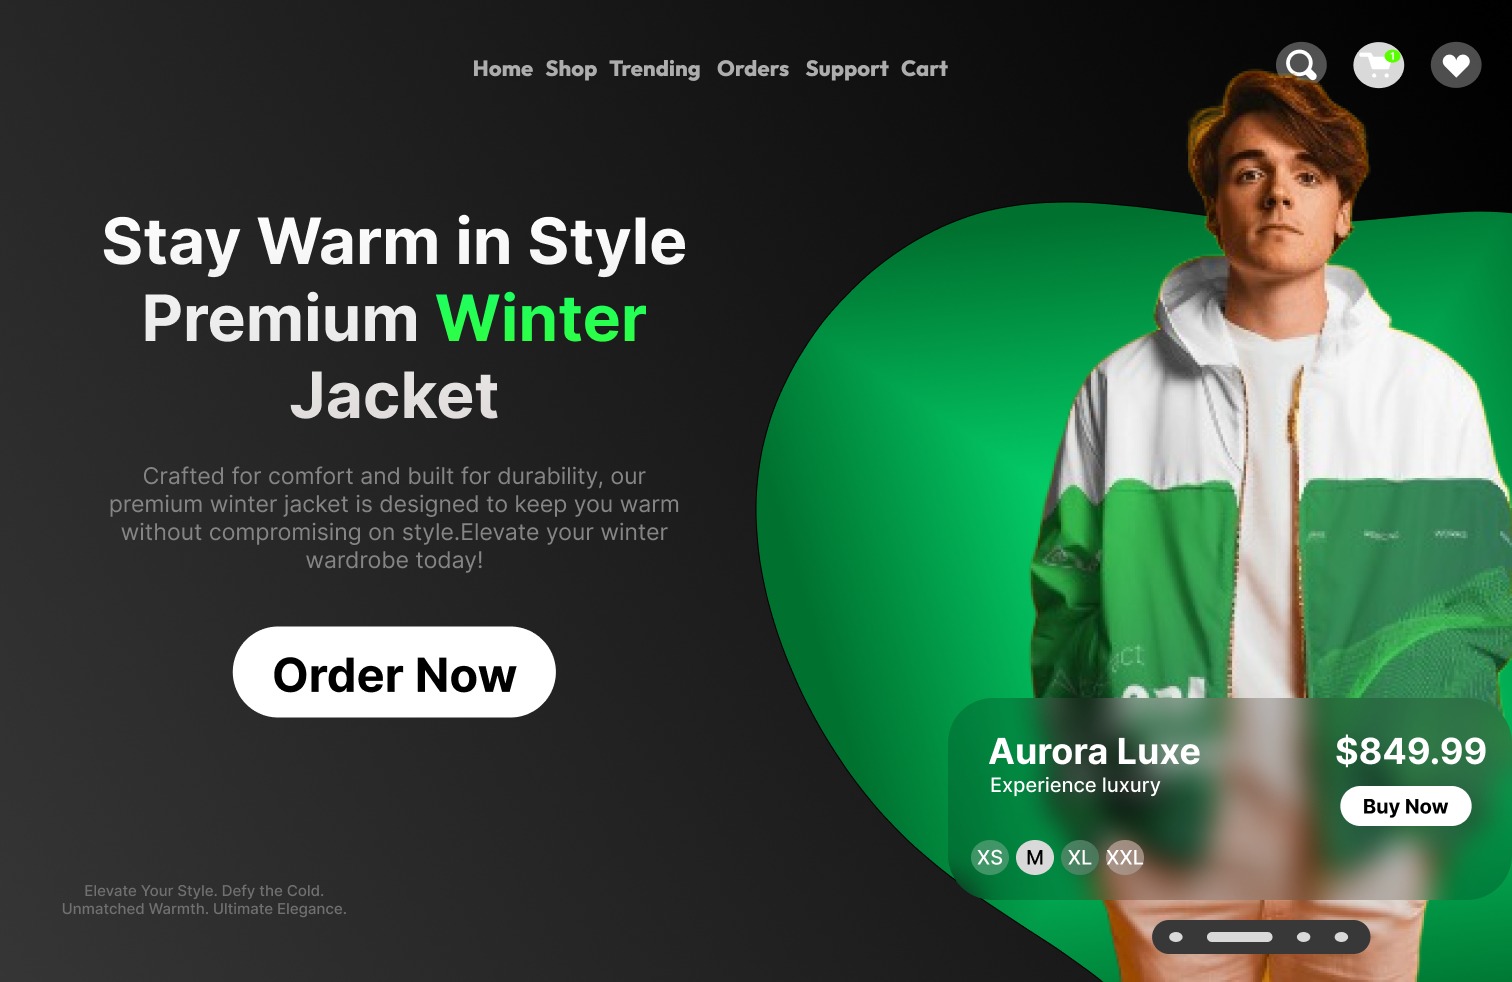 Home Shop Trending Orders Support Cart
1
Stay Warm in Style
Premium Winter
Jacket
Crafted for comfort and built for durability, our
premium winter jacket is designed to keep you warm
without compromising on style.Elevate your winter
wardrobe today!
Order Now
Aurora Luxe
$849.99
Experience luxury
Buy Now
XS M XL XXL
Elevate Your Style. Defy the Cold.
Unmatched Warmth. Ultimate Elegance.